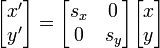 [x′ y′] = [s_x 0; 0 s_y] [x y]